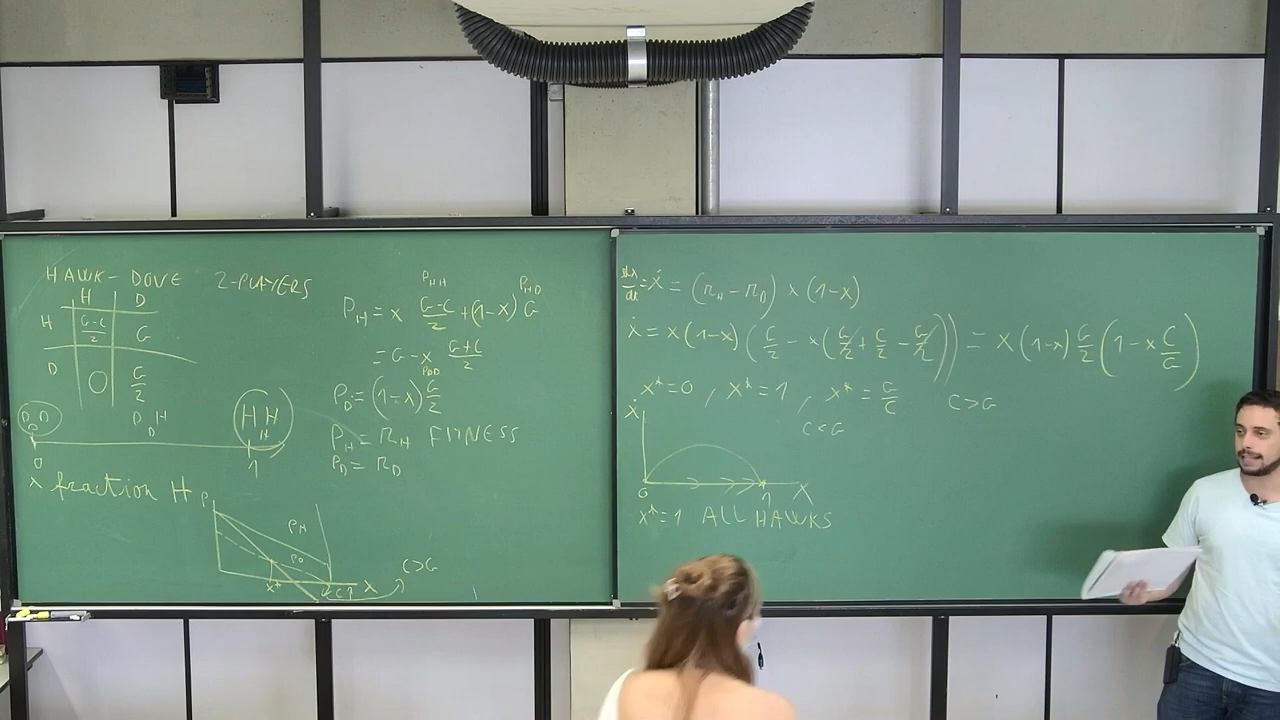 HAWK - DOVE 2-PLAYERS
H D
H (G-C)/2 G
D 0 G/2
D H
D
D D
D
H H
H
0 1
x fraction H
P_HH P_HD
P_H = x (G-C)/2 + (1-x) G
= G - x (G+C)/2
P_DD
P_D = (1-x) G/2
P_H = R_H FITNESS
P_D = R_D
P
P_H
P_D
x* C↑ x
C>G
dx/dt = ẋ = (R_H - R_D) x (1-x)
ẋ = x(1-x) (G/2 - x(G/2 + C/2 - G/2)) = x(1-x) G/2 (1 - x C/G)
x*=0 , x*=1 , x* = G/C C>G
C<G
ẋ
0 1 x
x*=1 ALL HAWKS